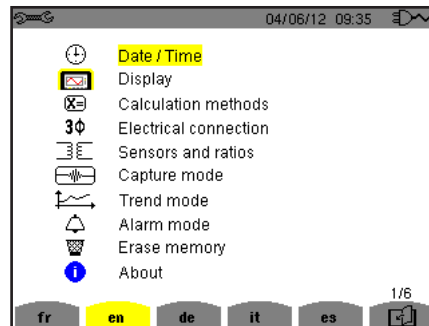 04/06/12 09:35
Date / Time
Display
Calculation methods
3φ Electrical connection
Sensors and ratios
Capture mode
Trend mode
Alarm mode
Erase memory
i About
1/6
fr en de it es